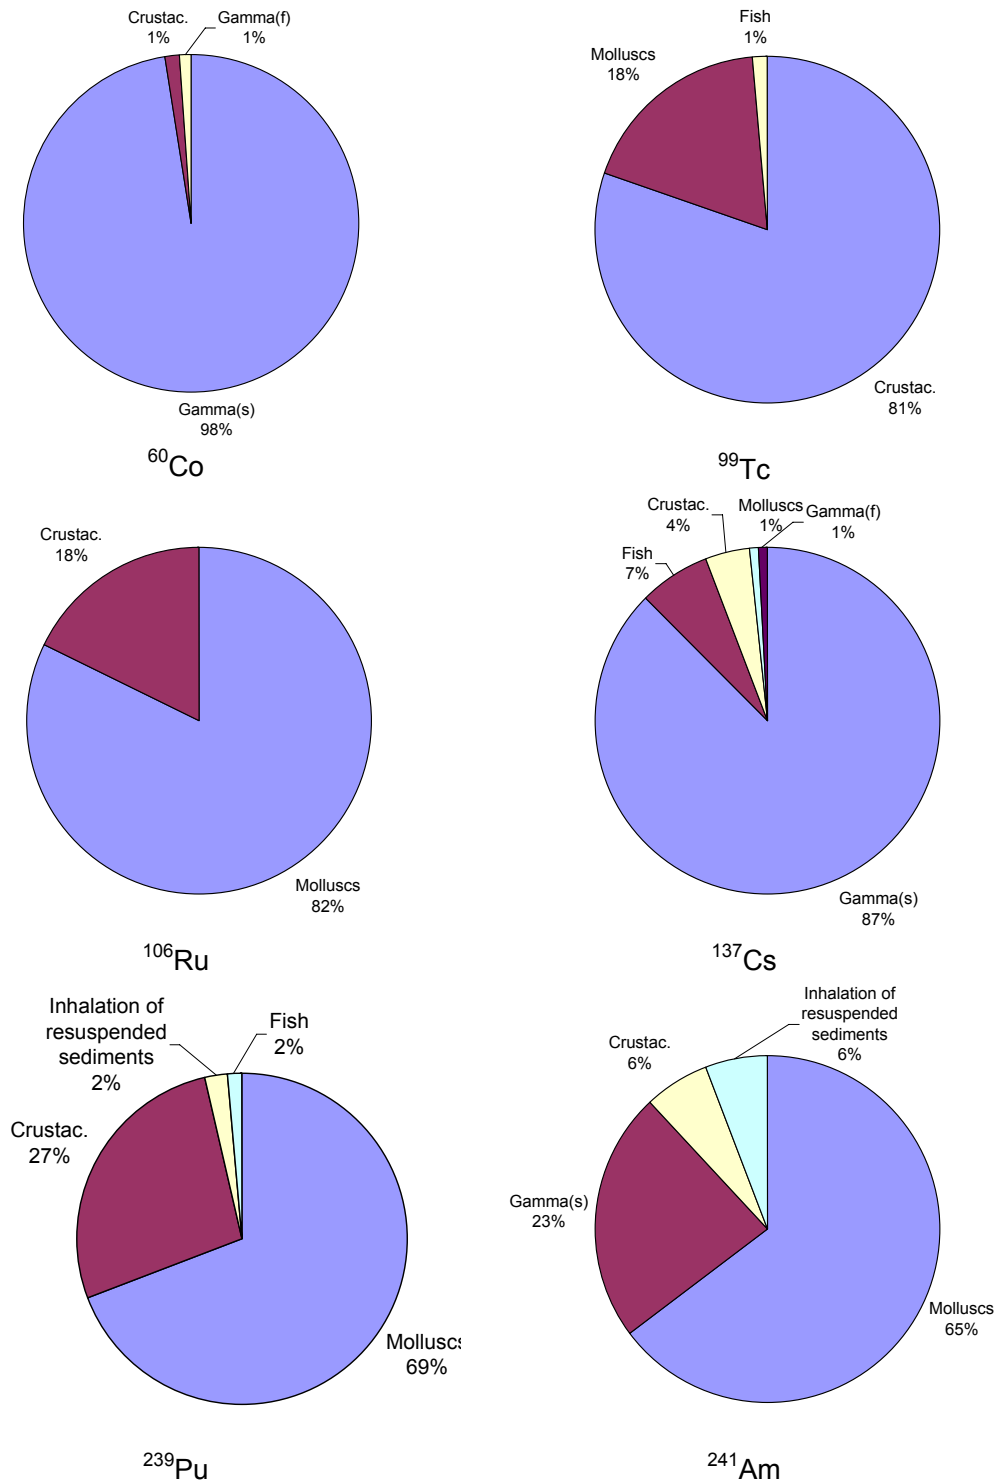 Crustac.
1%
Gamma(f)
1%
Gamma(s)
98%
⁶⁰Co
Fish
1%
Molluscs
18%
Crustac.
81%
⁹⁹Tc
Crustac.
18%
Molluscs
82%
¹⁰⁶Ru
Crustac.
4%
Molluscs
1%
Gamma(f)
1%
Fish
7%
Gamma(s)
87%
¹³⁷Cs
Inhalation of
resuspended
sediments
2%
Fish
2%
Crustac.
27%
Molluscs
69%
²³⁹Pu
Inhalation of
resuspended
sediments
6%
Crustac.
6%
Gamma(s)
23%
Molluscs
65%
²⁴¹Am